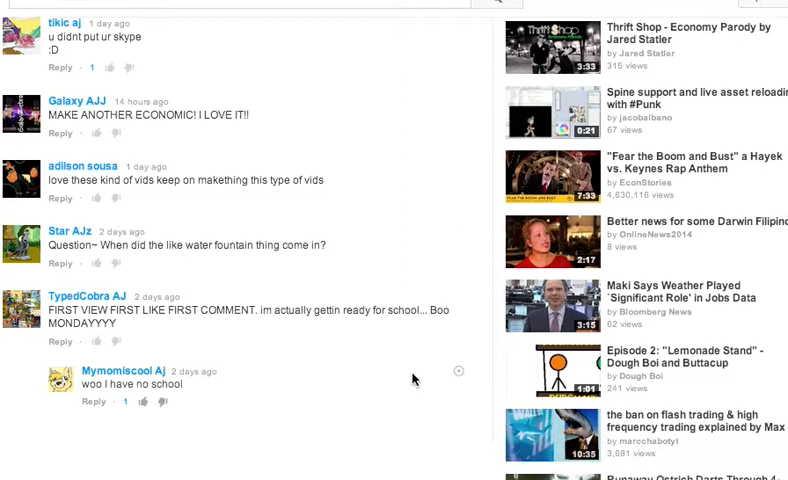 tikic aj 1 day ago
u didnt put ur skype
:D
Reply · 1
Galaxy AJJ 14 hours ago
MAKE ANOTHER ECONOMIC! I LOVE IT!!
Reply ·
adilson sousa 1 day ago
love these kind of vids keep on makething this type of vids
Reply ·
Star AJz 2 days ago
Question~ When did the like water fountain thing come in?
Reply ·
TypedCobra AJ 2 days ago
FIRST VIEW FIRST LIKE FIRST COMMENT. im actually gettin ready for school... Boo
MONDAYYYY
Reply ·
Mymomiscool Aj 2 days ago
woo I have no school
Reply · 1
Thrift Shop
3:33
Thrift Shop - Economy Parody by
Jared Statler
by Jared Statler
315 views
0:21
Spine support and live asset reloadin
with #Punk
by jacobalbano
67 views
FEAR THE BOOM AND BUST
7:33
"Fear the Boom and Bust" a Hayek
vs. Keynes Rap Anthem
by EconStories
4,630,116 views
2:17
Better news for some Darwin Filipino
by OnlineNews2014
8 views
3:15
Maki Says Weather Played
`Significant Role' in Jobs Data
by Bloomberg News
62 views
1:01
Episode 2: "Lemonade Stand" -
Dough Boi and Buttacup
by Dough Boi
241 views
10:35
the ban on flash trading & high
frequency trading explained by Max
by marcchabotyl
3,681 views
Runaway Ostrich Darts Through 4-